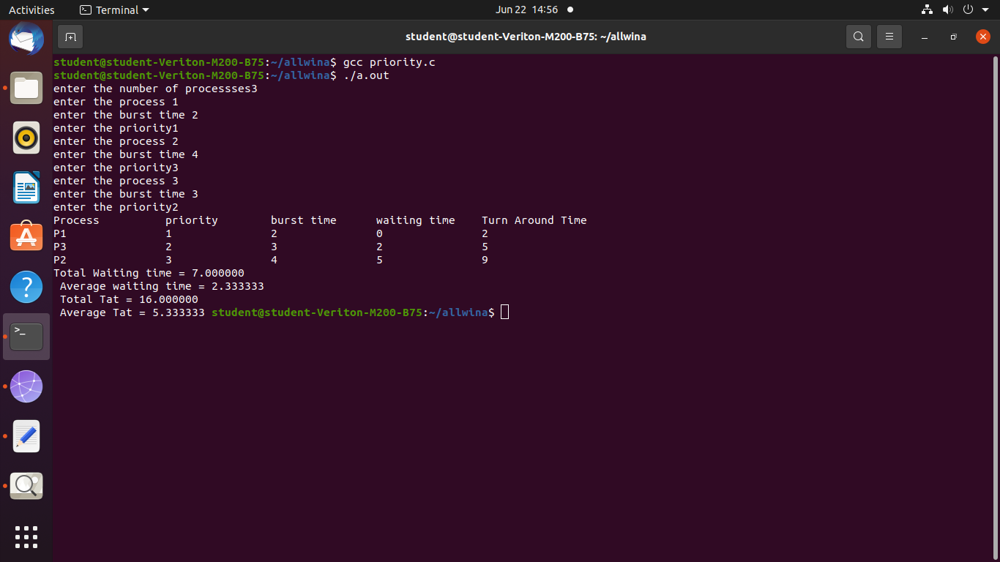 Activities Terminal Jun 22 14:56
student@student-Veriton-M200-B75: ~/allwina
student@student-Veriton-M200-B75:~/allwina$ gcc priority.c
student@student-Veriton-M200-B75:~/allwina$ ./a.out
enter the number of processses3
enter the process 1
enter the burst time 2
enter the priority1
enter the process 2
enter the burst time 4
enter the priority3
enter the process 3
enter the burst time 3
enter the priority2
Process priority burst time waiting time Turn Around Time
P1 1 2 0 2
P3 2 3 2 5
P2 3 4 5 9
Total Waiting time = 7.000000
Average waiting time = 2.333333
Total Tat = 16.000000
Average Tat = 5.333333 student@student-Veriton-M200-B75:~/allwina$